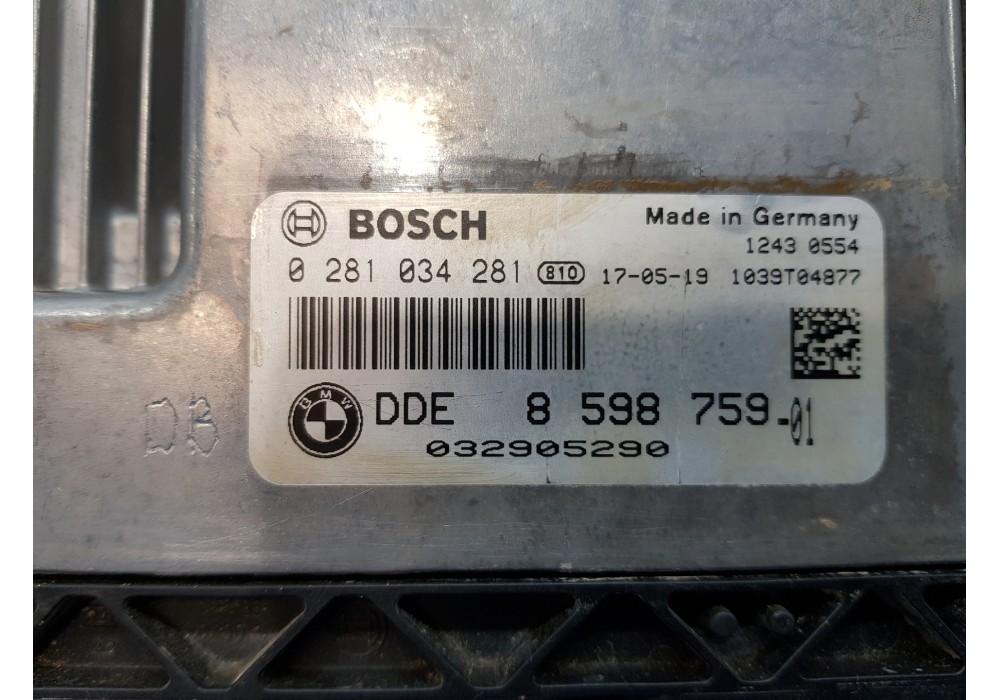 BOSCH
Made in Germany
1243 0554
0 281 034 281 810 17-05-19 1039T04877
BMW DDE 8 598 759-01
032905290
DB